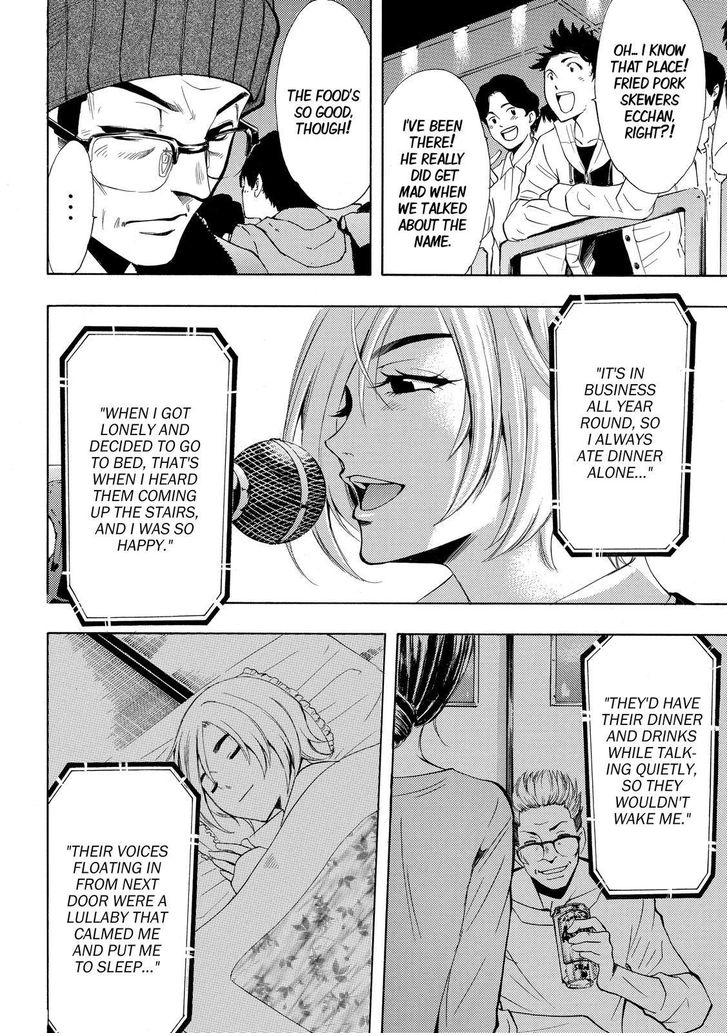 OH... I KNOW
THAT PLACE!
FRIED PORK
SKEWERS
ECCHAN,
RIGHT?!
I'VE BEEN
THERE!
HE REALLY
DID GET
MAD WHEN
WE TALKED
ABOUT THE
NAME.
THE FOOD'S
SO GOOD,
THOUGH!
...
"IT'S IN
BUSINESS
ALL YEAR
ROUND, SO
I ALWAYS
ATE DINNER
ALONE..."
"WHEN I GOT
LONELY AND
DECIDED TO GO
TO BED, THAT'S
WHEN I HEARD
THEM COMING
UP THE STAIRS,
AND I WAS SO
HAPPY."
"THEY'D HAVE
THEIR DINNER
AND DRINKS
WHILE TALK-
ING QUIETLY,
SO THEY
WOULDN'T
WAKE ME."
"THEIR VOICES
FLOATING IN
FROM NEXT
DOOR WERE A
LULLABY THAT
CALMED ME
AND PUT ME
TO SLEEP..."